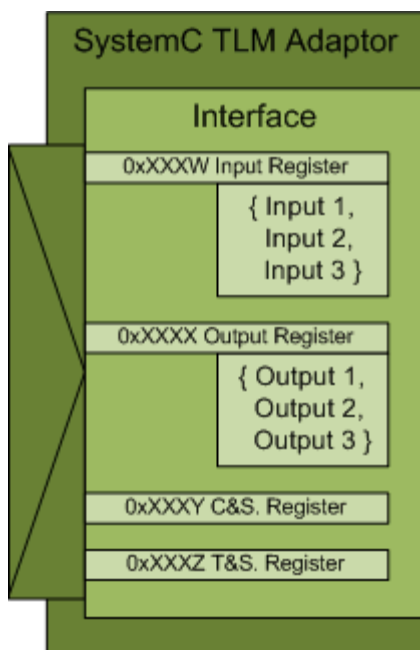 SystemC TLM Adaptor
Interface
0xXXXW Input Register
{ Input 1,
Input 2,
Input 3 }
0xXXXX Output Register
{ Output 1,
Output 2,
Output 3 }
0xXXXY C&S. Register
0xXXXZ T&S. Register